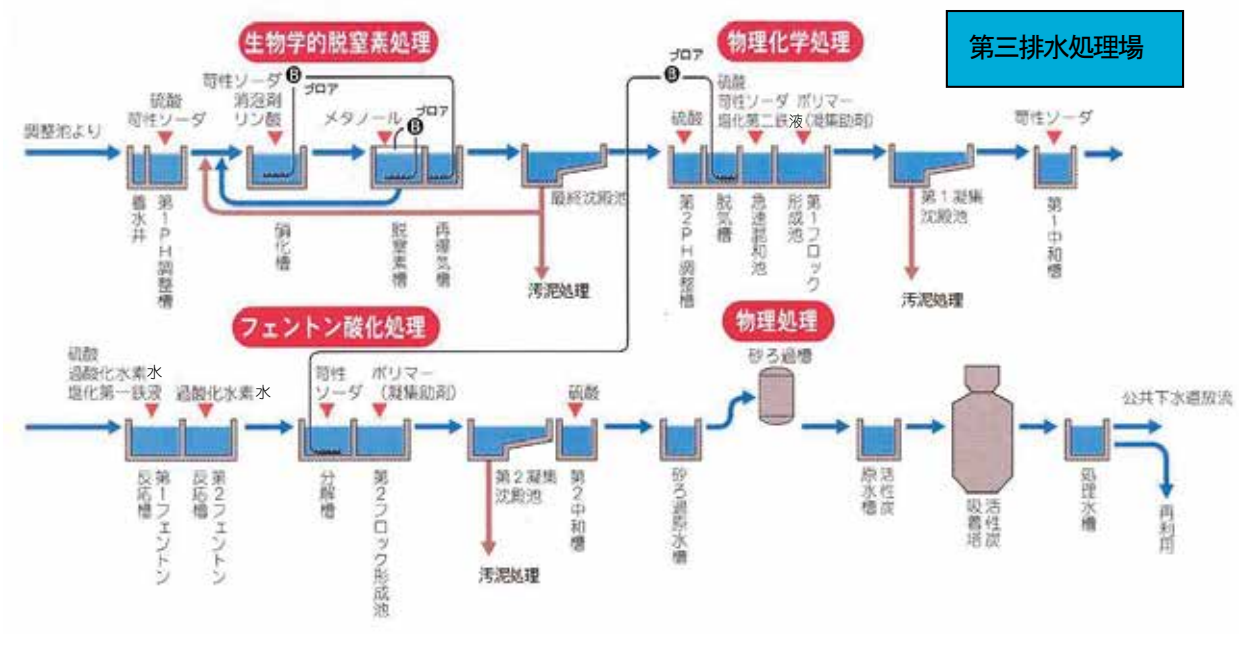 第三排水処理場
生物学的脱窒素処理
物理化学処理
調整池より
硫酸
苛性ソーダ
苛性ソーダ
消泡剤
リン酸
B
ブロア
メタノール
B
ブロア
B
ブロア
硫酸
硫酸
苛性ソーダ ポリマー
塩化第二鉄液(凝集助剤)
苛性ソーダ
着水井
第1PH調整槽
硝化槽
脱窒素槽
再曝気槽
最終沈殿池
汚泥処理
第2PH調整槽
脱気槽
急速混和池
第1フロック
形成池
第1凝集
沈殿池
汚泥処理
第1中和槽
フェントン酸化処理
物理処理
硫酸
過酸化水素水
塩化第一鉄液
過酸化水素水
苛性
ソーダ
ポリマー
(凝集助剤)
硫酸
砂ろ過槽
公共下水道放流
第1フェントン
反応槽
第2フェントン
反応槽
分解槽
第2フロック形成池
第2凝集
沈殿池
汚泥処理
第2中和槽
砂ろ過原水槽
活性炭
原水槽
活性炭
吸着塔
処理水槽
再利用